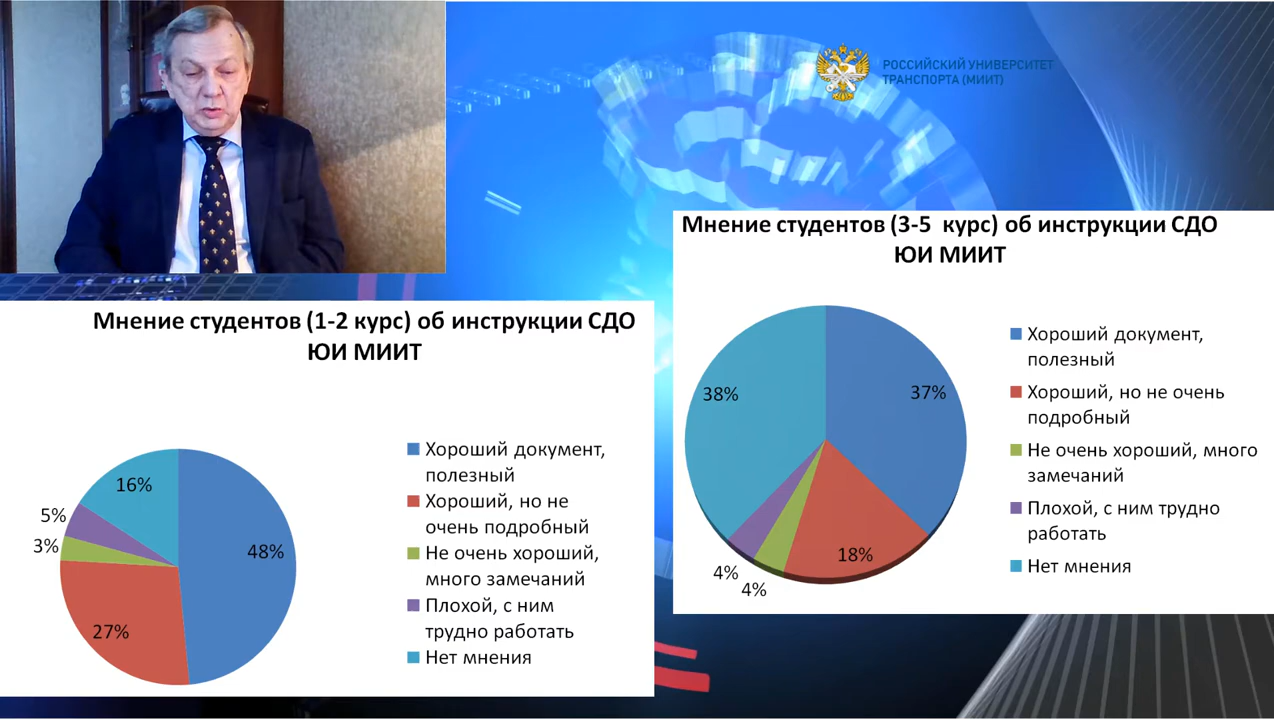 РОССИЙСКИЙ УНИВЕРСИТЕТ
ТРАНСПОРТА (МИИТ)
Мнение студентов (1-2 курс) об инструкции СДО
ЮИ МИИТ
16%
5%
3%
48%
27%
Хороший документ,
полезный
Хороший, но не
очень подробный
Не очень хороший,
много замечаний
Плохой, с ним
трудно работать
Нет мнения
Мнение студентов (3-5 курс) об инструкции СДО
ЮИ МИИТ
38%
37%
18%
4%
4%
Хороший документ,
полезный
Хороший, но не очень
подробный
Не очень хороший, много
замечаний
Плохой, с ним трудно
работать
Нет мнения